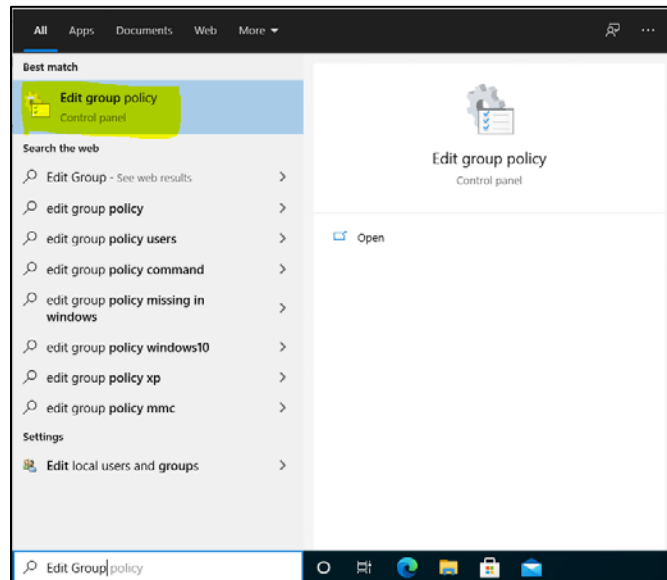 All Apps Documents Web More
Best match
Edit group policy
Control panel
Search the web
Edit Group - See web results
edit group policy
edit group policy users
edit group policy command
edit group policy missing in
windows
edit group policy windows10
edit group policy xp
edit group policy mmc
Settings
Edit local users and groups
Edit group policy
Control panel
Open
Edit Group policy